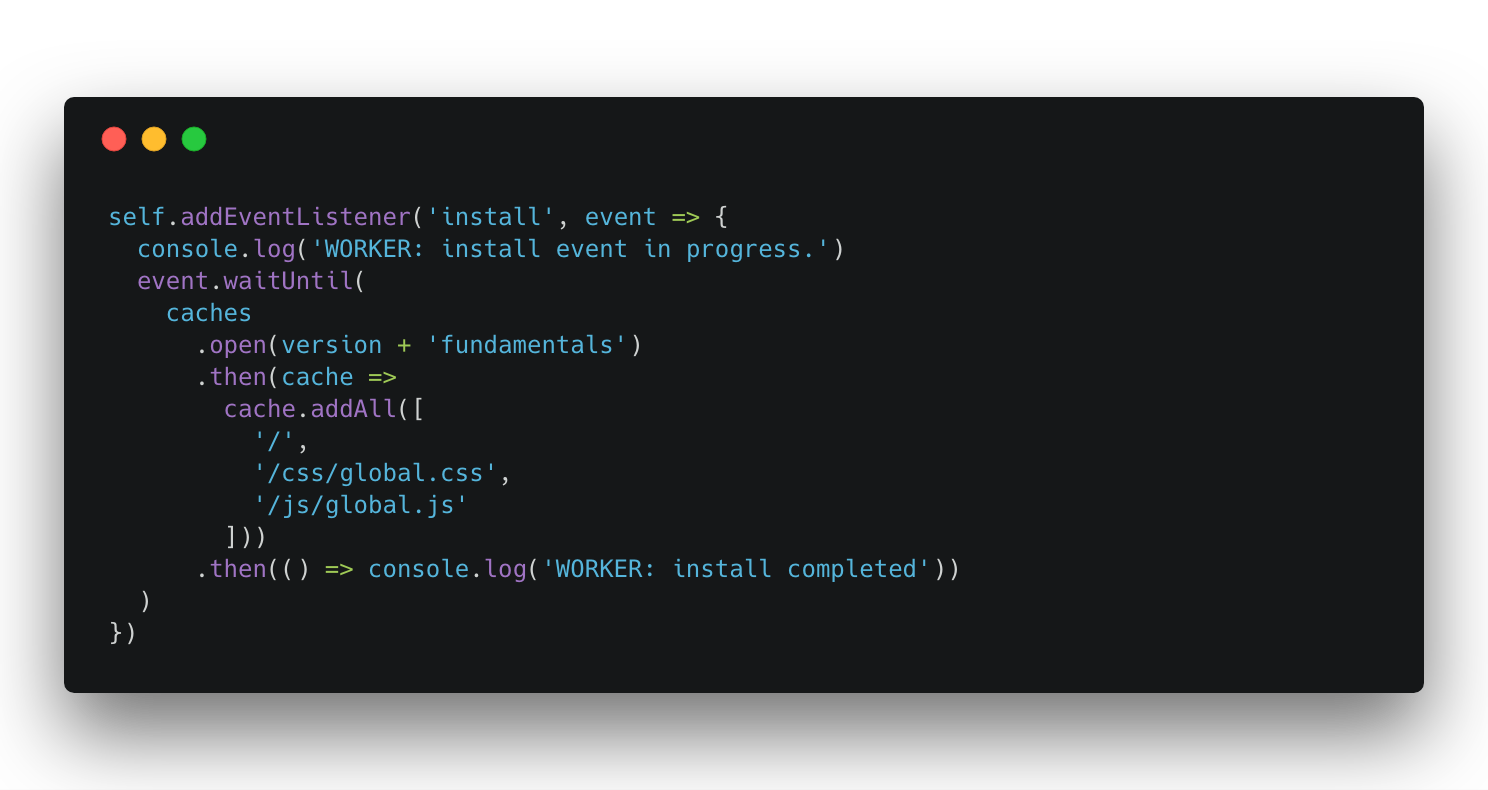 self.addEventListener('install', event => {
  console.log('WORKER: install event in progress.')
  event.waitUntil(
    caches
      .open(version + 'fundamentals')
      .then(cache =>
        cache.addAll([
          '/',
          '/css/global.css',
          '/js/global.js'
        ]))
      .then(() => console.log('WORKER: install completed'))
  )
})